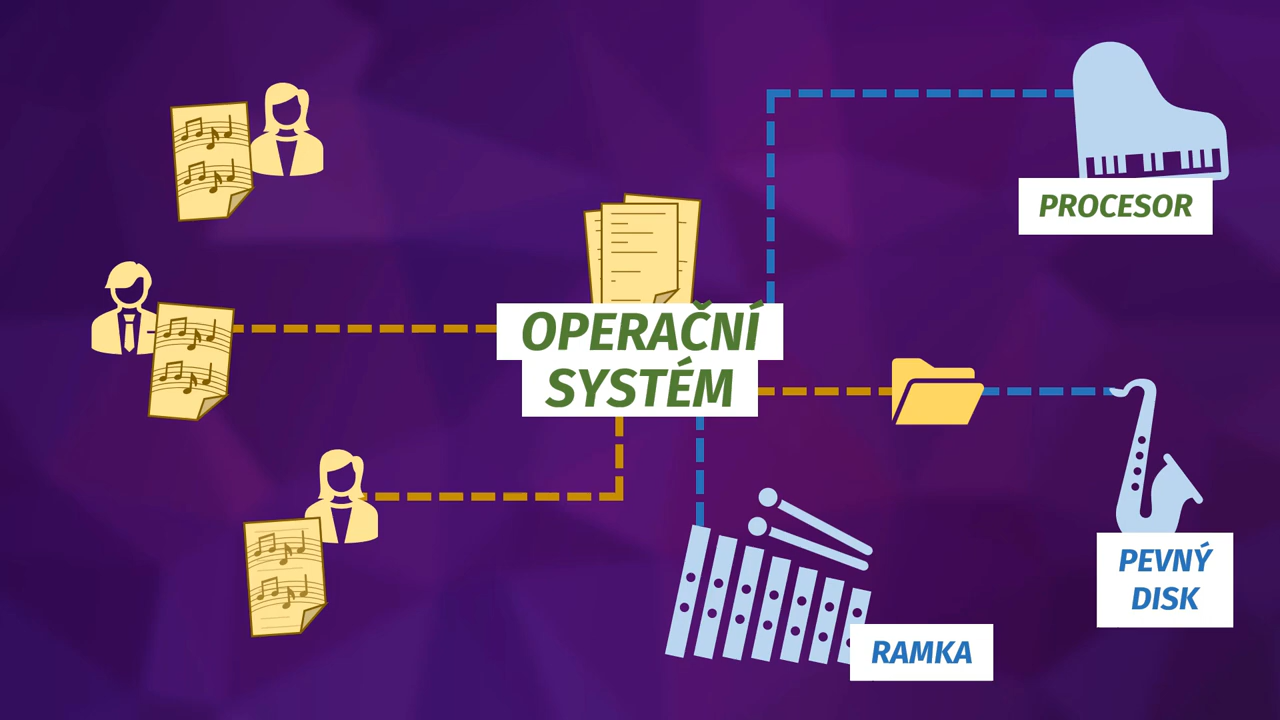 PROCESOR
OPERAČNÍ
SYSTÉM
PEVNÝ
DISK
RAMKA